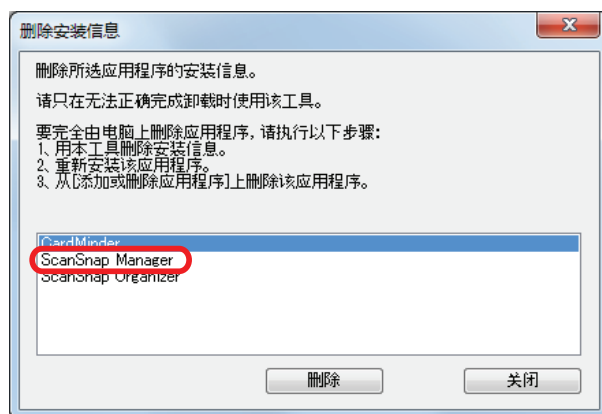 删除安装信息
删除所选应用程序的安装信息。
请只在无法正确完成卸载时使用该工具。
要完全由电脑上删除应用程序, 请执行以下步骤:
1、用本工具删除安装信息。
2、重新安装该应用程序。
3、从[添加或删除应用程序]上删除该应用程序。
CardMinder
ScanSnap Manager
ScanSnap Organizer
删除
关闭